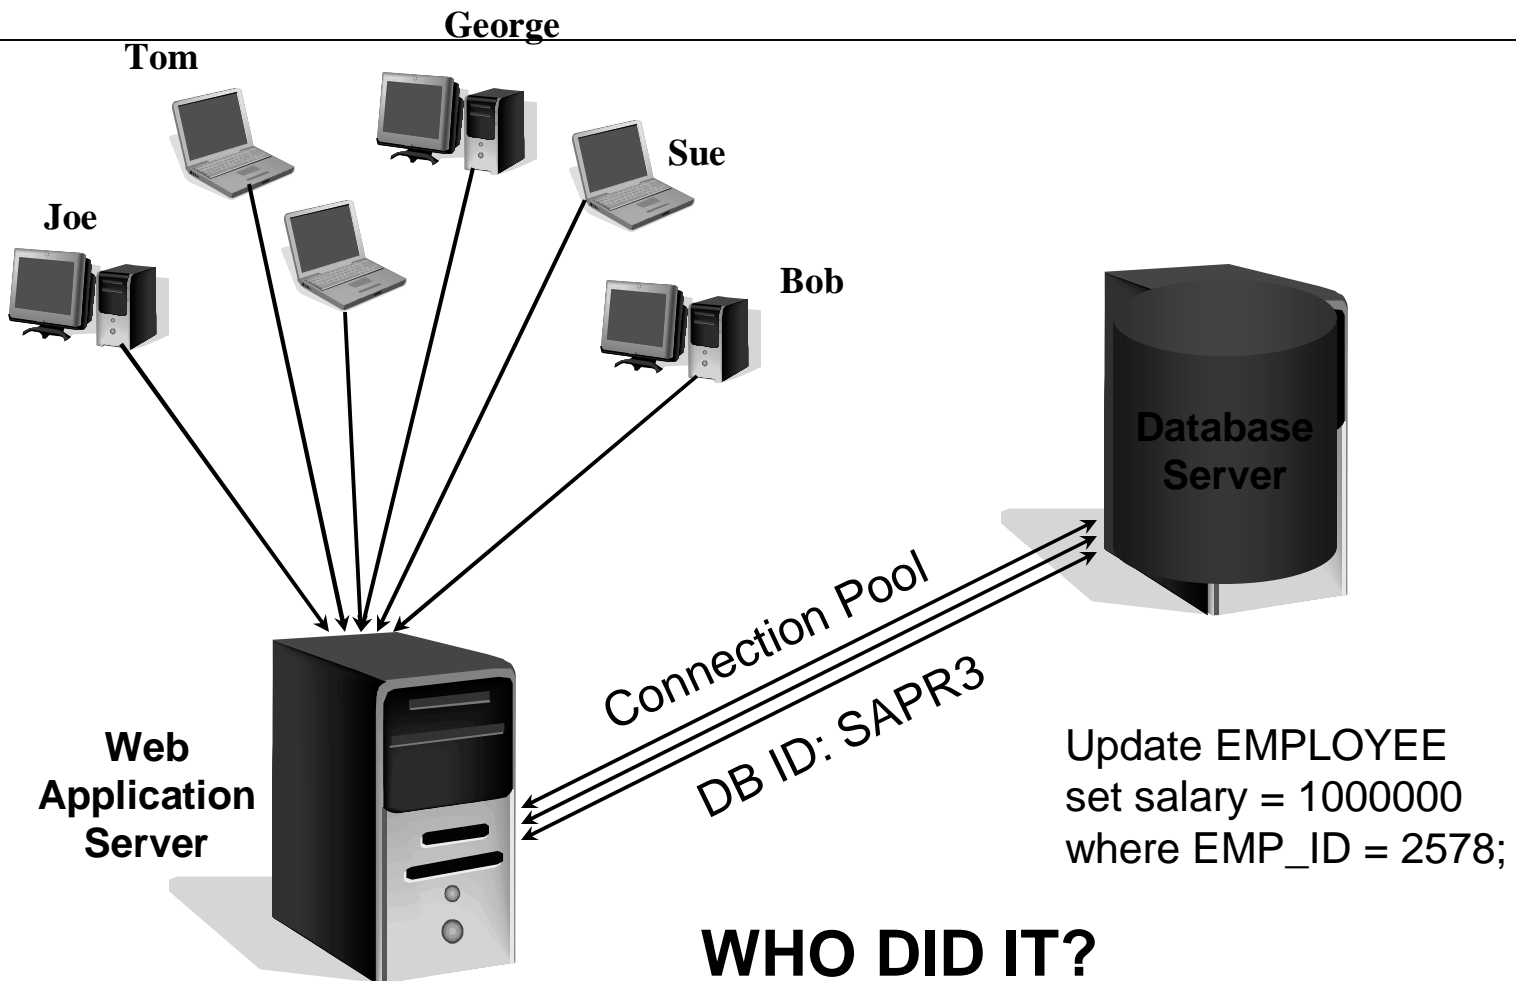 George
Tom
Sue
Joe
Bob
Database
Server
Connection Pool
DB ID: SAPR3
Web
Application
Server
Update EMPLOYEE
set salary = 1000000
where EMP_ID = 2578;
WHO DID IT?